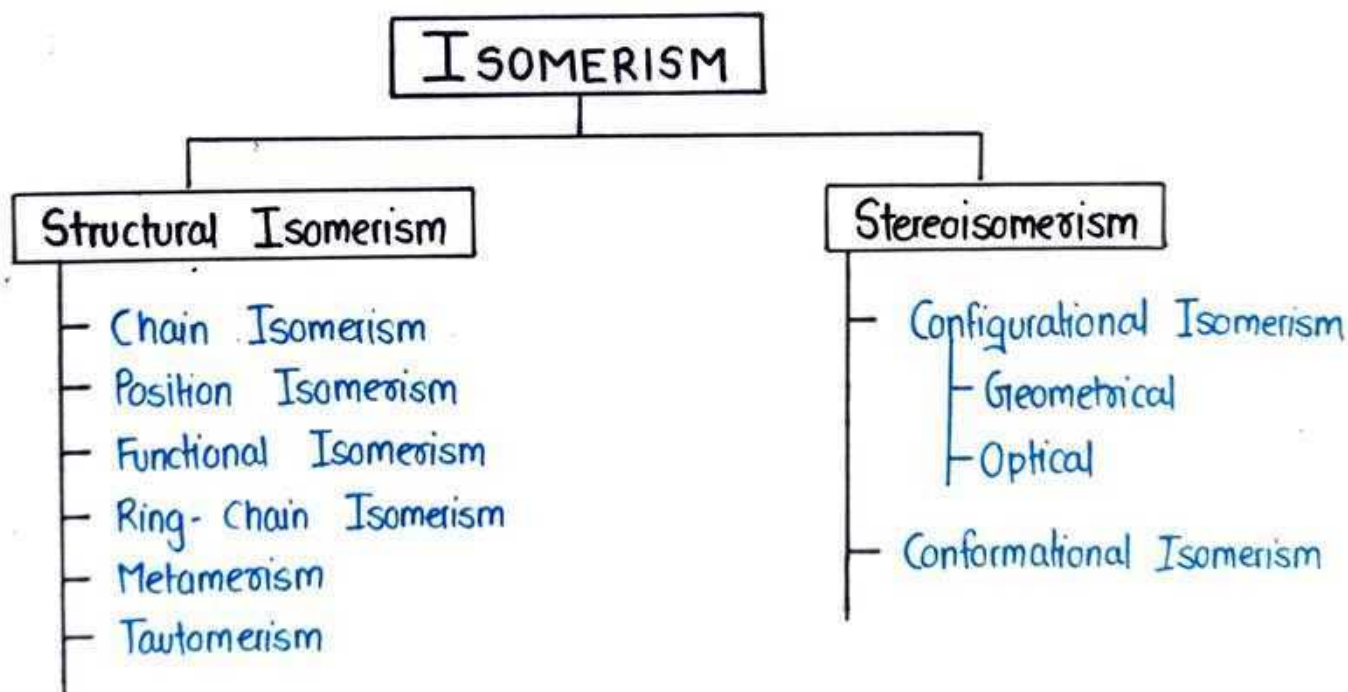 ISOMERISM
Structural Isomerism
Chain Isomerism
Position Isomerism
Functional Isomerism
Ring-Chain Isomerism
Metamerism
Tautomerism
Stereoisomerism
Configurational Isomerism
Geometrical
Optical
Conformational Isomerism